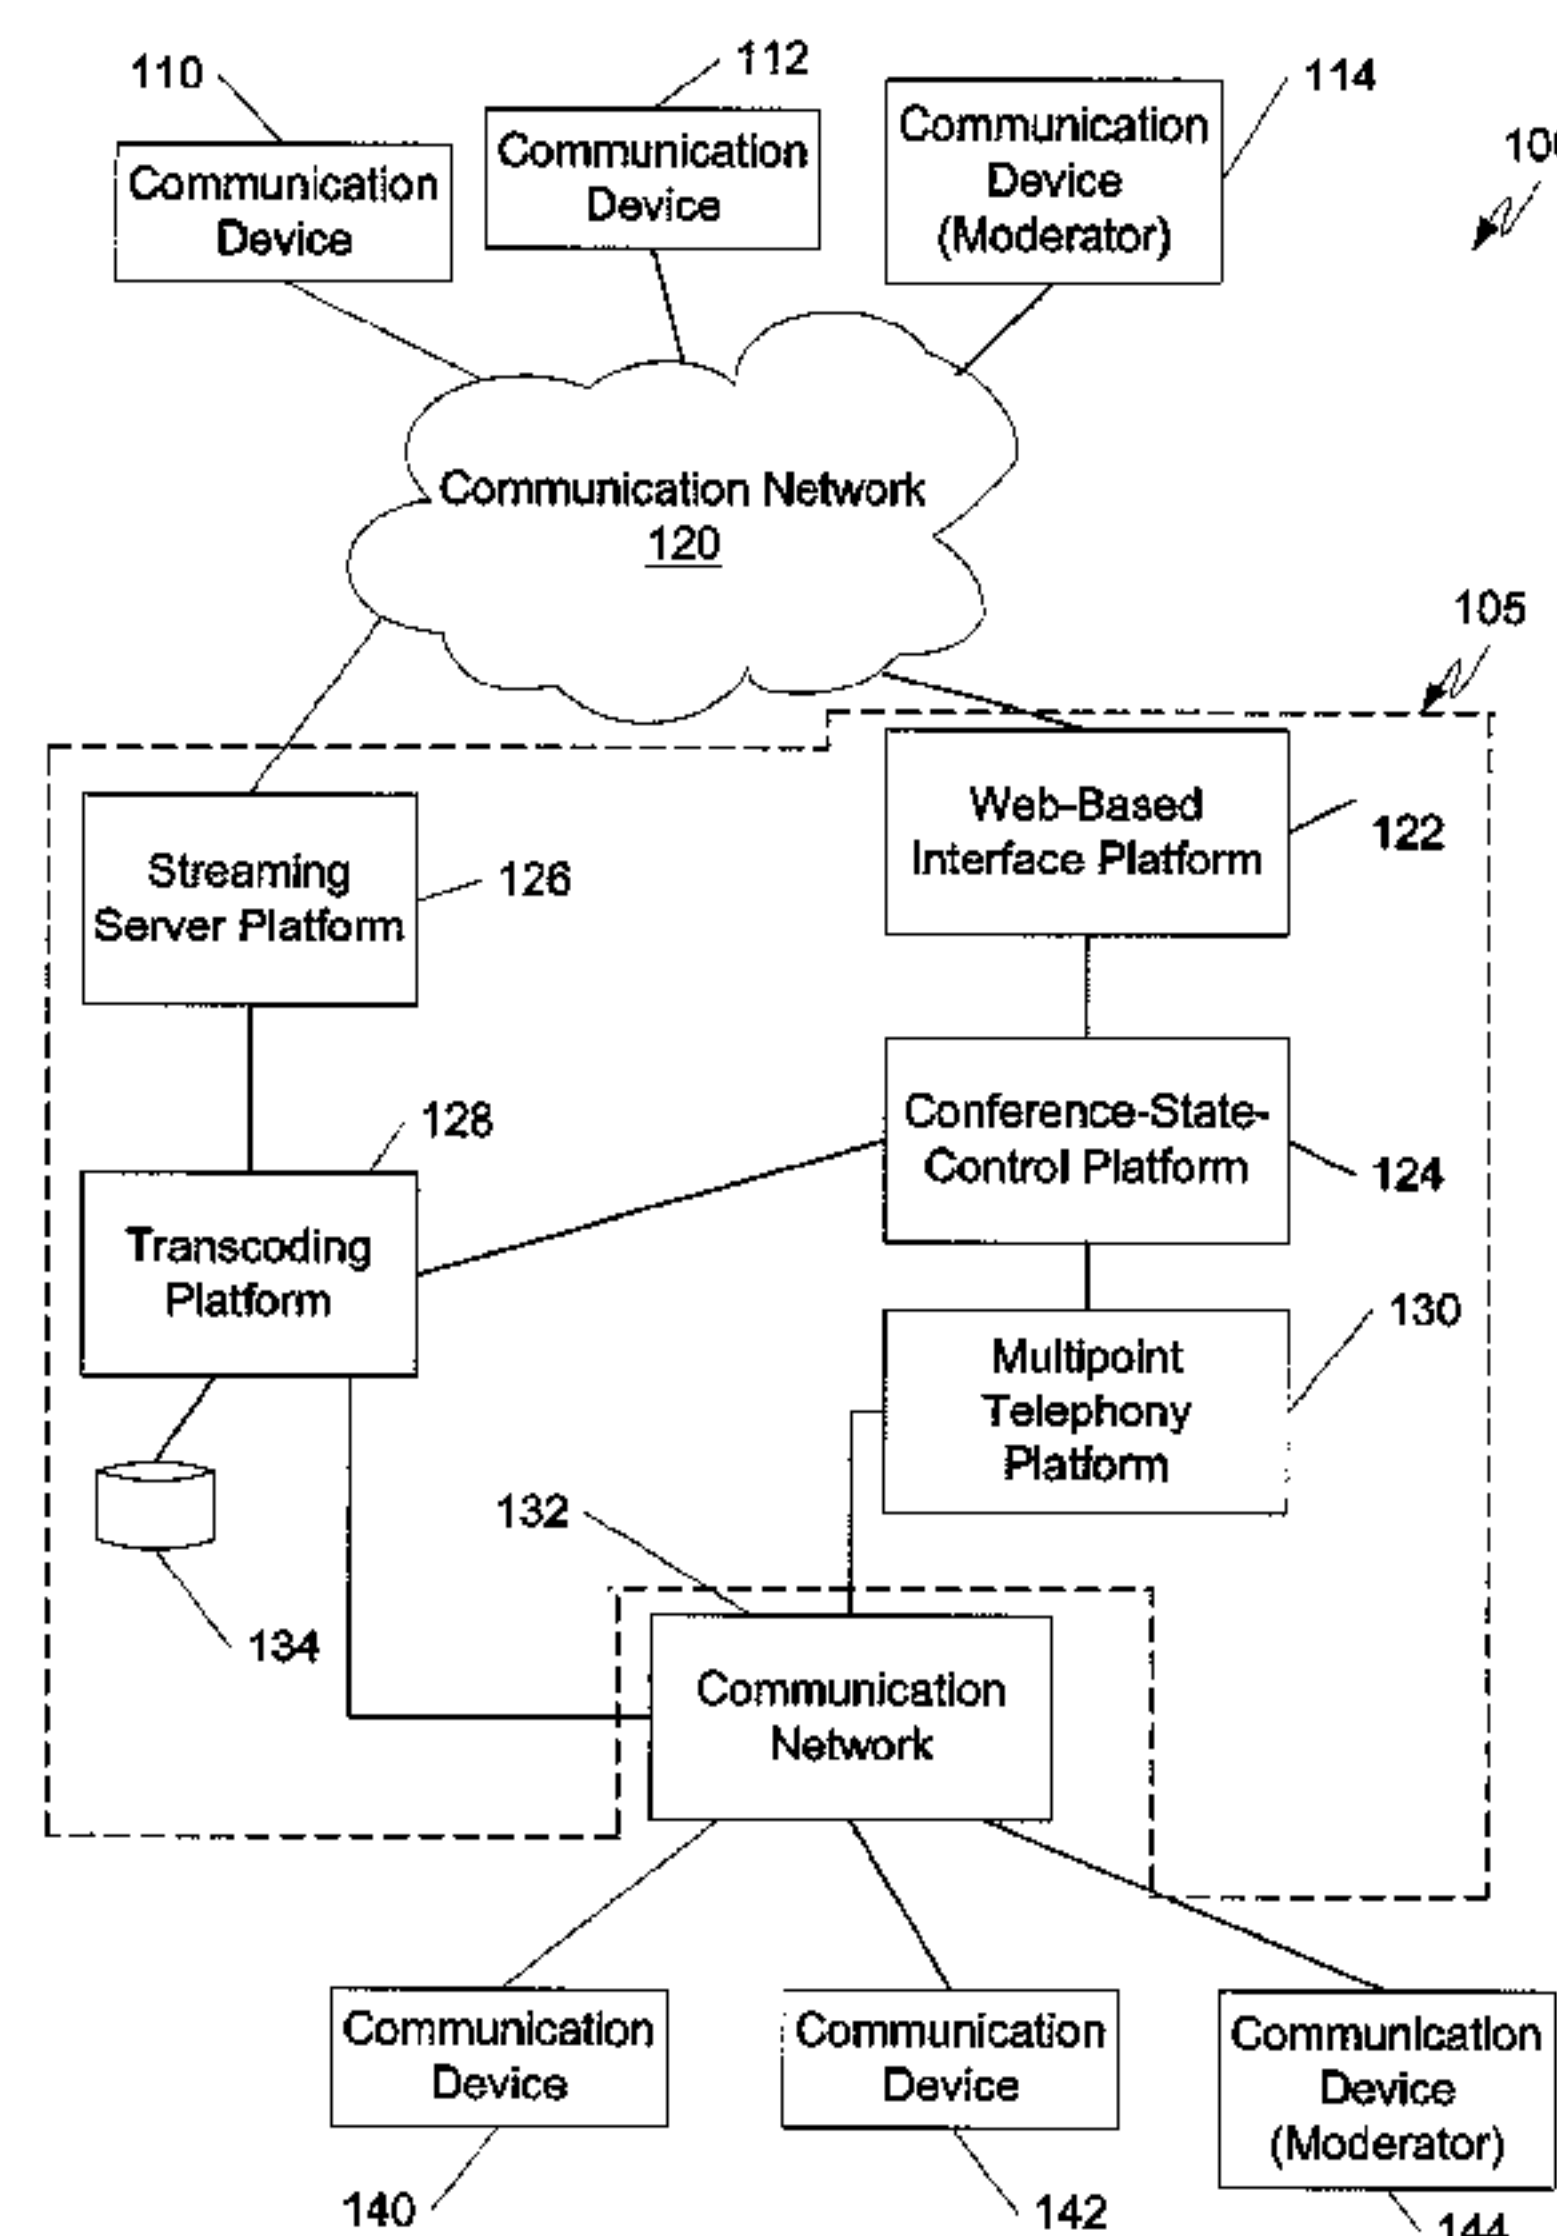 110
112
114
Communication
Device
Communication
Device
Communication
Device
(Moderator)
Communication Network
120
105
Web-Based
Interface Platform
122
Streaming
Server Platform
126
128
Conference-State-
Control Platform
124
Transcoding
Platform
130
Multipoint
Telephony
Platform
132
134
Communication
Network
Communication
Device
Communication
Device
Communication
Device
(Moderator)
140
142
144